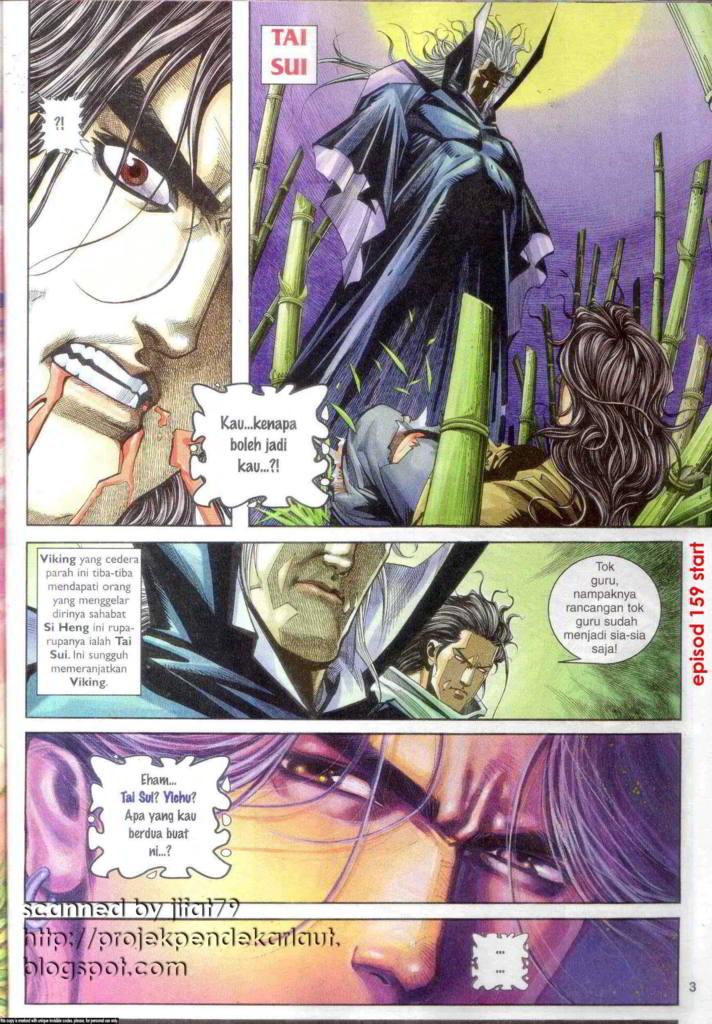 ?!
TAI
SUI
Kau...kenapa
boleh jadi
kau...?!
Viking yang cedera
parah ini tiba-tiba
mendapati orang
yang menggelar
dirinya sahabat
Si Heng ini rupa-
rupanya ialah Tai
Sui. Ini sungguh
memeranjatkan
Viking.
Tok
guru,
nampaknya
rancangan tok
guru sudah
menjadi sia-sia
saja!
episod 159 start
Eham...
Tai Sui? Yichu?
Apa yang kau
berdua buat
ni...?
...
...
scanned by jifat79
http://projekpendekarlaut.
blogspot.com
3